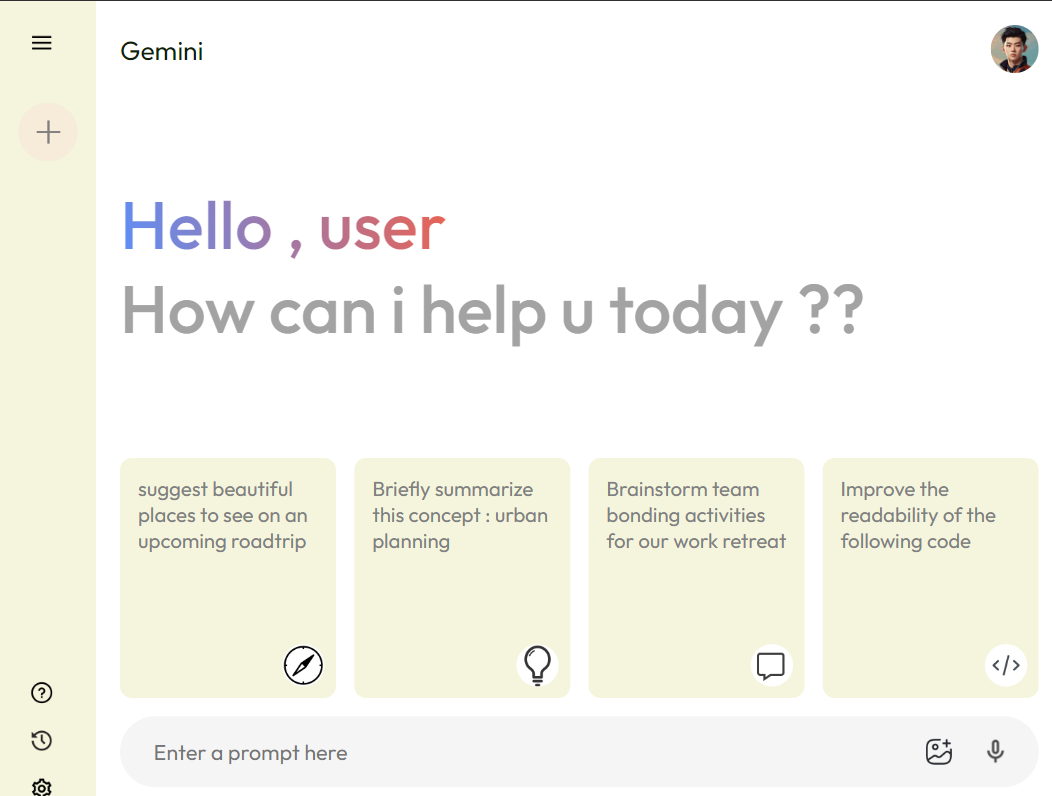 Gemini
Hello , user
How can i help u today ??
suggest beautiful
places to see on an
upcoming roadtrip
Briefly summarize
this concept : urban
planning
Brainstorm team
bonding activities
for our work retreat
Improve the
readability of the
following code
Enter a prompt here